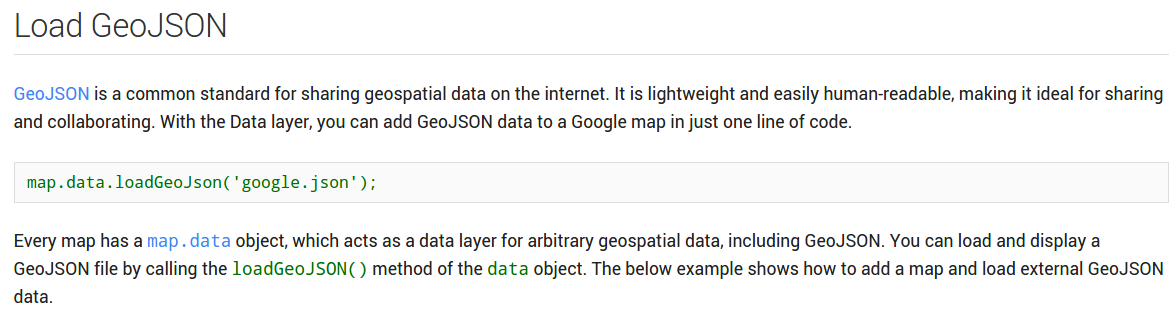 Load GeoJSON
GeoJSON is a common standard for sharing geospatial data on the internet. It is lightweight and easily human-readable, making it ideal for sharing
and collaborating. With the Data layer, you can add GeoJSON data to a Google map in just one line of code.
map.data.loadGeoJson('google.json');
Every map has a map.data object, which acts as a data layer for arbitrary geospatial data, including GeoJSON. You can load and display a
GeoJSON file by calling the loadGeoJSON() method of the data object. The below example shows how to add a map and load external GeoJSON
data.